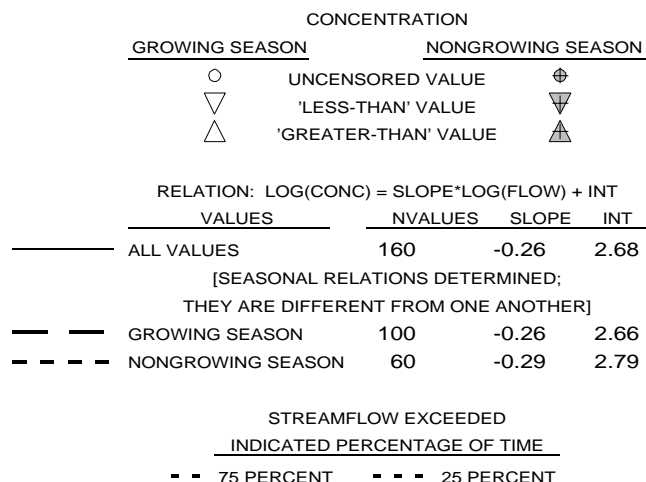 CONCENTRATION
GROWING SEASON NONGROWING SEASON
UNCENSORED VALUE
'LESS-THAN' VALUE
'GREATER-THAN' VALUE
RELATION: LOG(CONC) = SLOPE*LOG(FLOW) + INT
VALUES NVALUES SLOPE INT
ALL VALUES 160 -0.26 2.68
[SEASONAL RELATIONS DETERMINED;
THEY ARE DIFFERENT FROM ONE ANOTHER]
GROWING SEASON 100 -0.26 2.66
NONGROWING SEASON 60 -0.29 2.79
STREAMFLOW EXCEEDED
INDICATED PERCENTAGE OF TIME
75 PERCENT 25 PERCENT